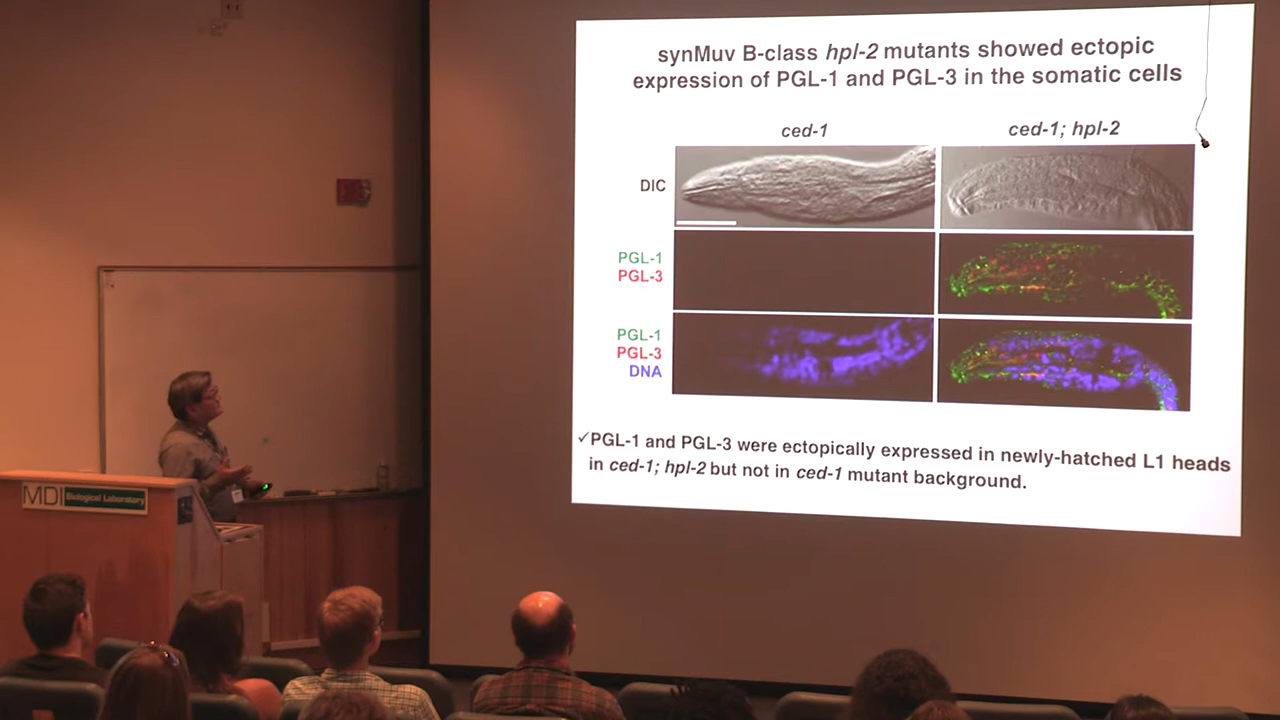 synMuv B-class hpl-2 mutants showed ectopic
expression of PGL-1 and PGL-3 in the somatic cells
ced-1
ced-1; hpl-2
DIC
PGL-1
PGL-3
PGL-1
PGL-3
DNA
✓PGL-1 and PGL-3 were ectopically expressed in newly-hatched L1 heads
in ced-1; hpl-2 but not in ced-1 mutant background.
MDI Biological Laboratory